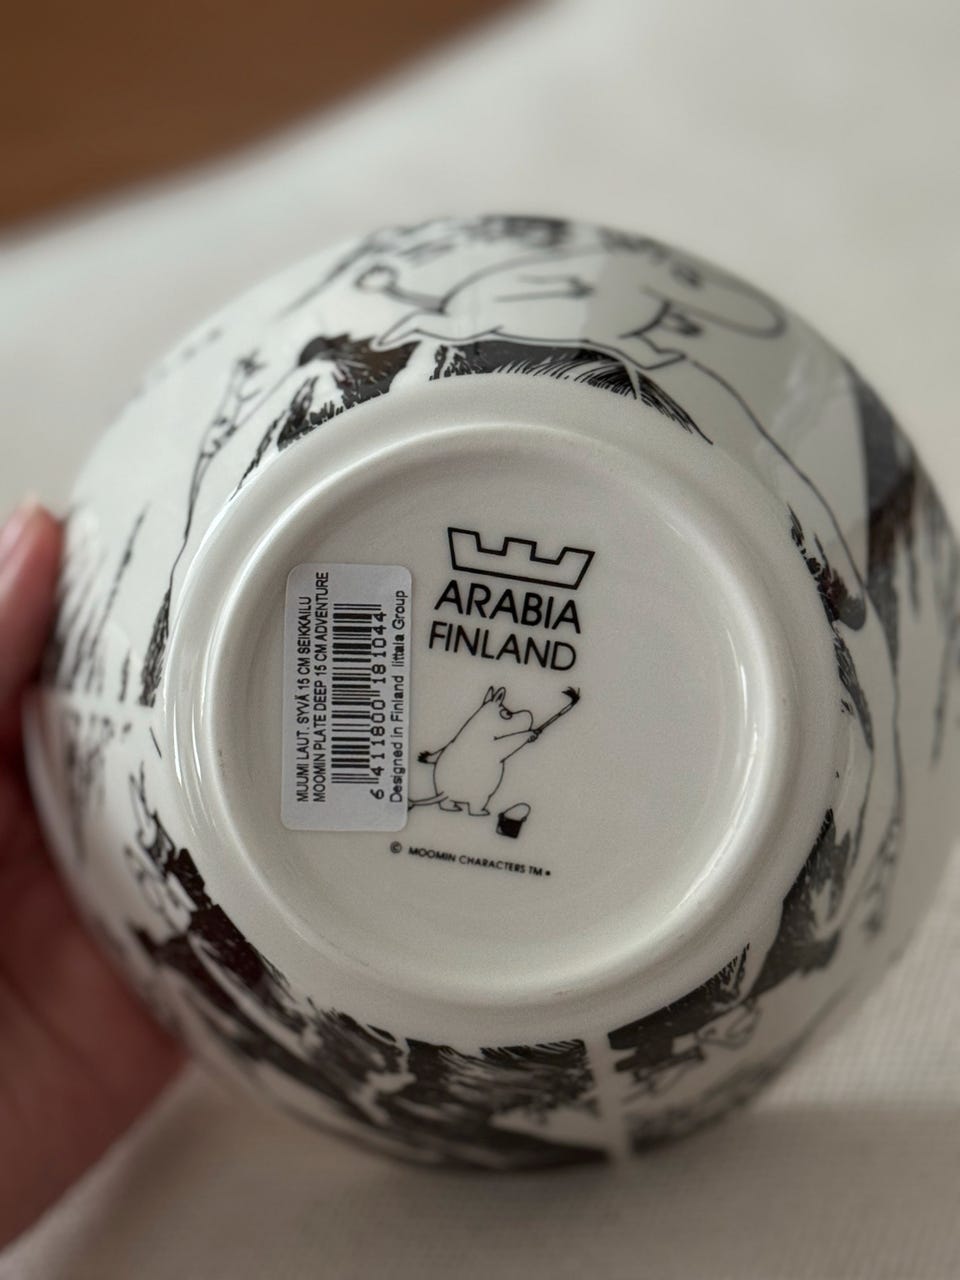 ARABIA
FINLAND
© MOOMIN CHARACTERS TM
MUUMI LAUT. SYVÄ 15 CM SEIKKAILU
MOOMIN PLATE DEEP 15 CM ADVENTURE
6 411800 181044
Designed in Finland Iittala Group